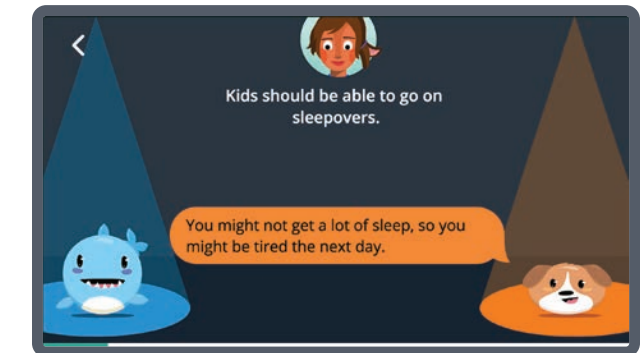 Kids should be able to go on
sleepovers.
You might not get a lot of sleep, so you
might be tired the next day.